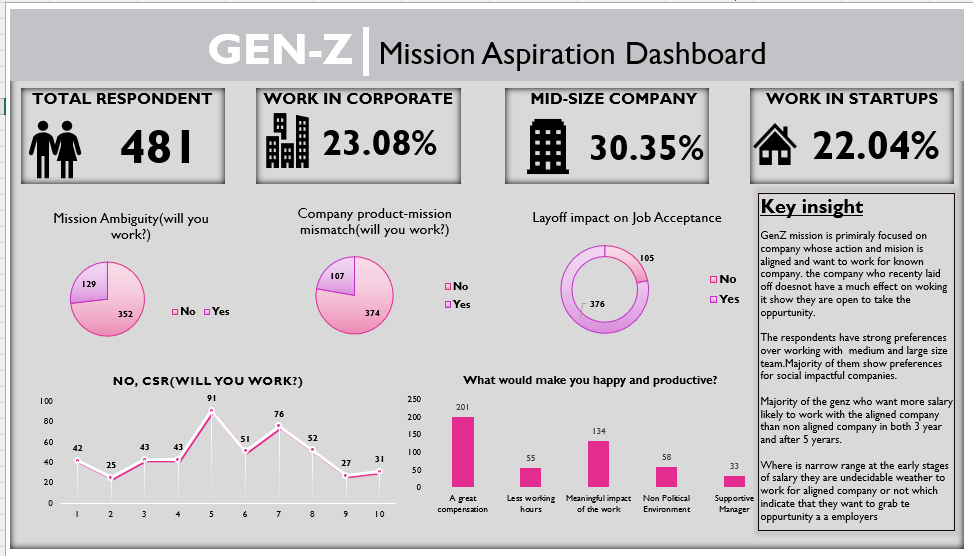 GEN-Z | Mission Aspiration Dashboard
TOTAL RESPONDENT
481
WORK IN CORPORATE
23.08%
MID-SIZE COMPANY
30.35%
WORK IN STARTUPS
22.04%
Mission Ambiguity(will you
work?)
129
352
No Yes
Company product-mission
mismatch(will you work?)
107
374
No
Yes
Layoff impact on Job Acceptance
105
376
No
Yes
Key insight
GenZ mission is primiraly focused on
company whose action and mision is
aligned and want to work for known
company. the company who recenty laid
off doesnot have a much effect on woking
it show they are open to take the
oppurtunity.
The respondents have strong preferences
over working with medium and large size
team.Majority of them show preferences
for social impactful companies.
Majority of the genz who want more salary
likely to work with the aligned company
than non aligned company in both 3 year
and after 5 yerars.
Where is narrow range at the early stages
of salary they are undecidable weather to
work for aligned company or not which
indicate that they want to grab te
oppurtunity a a employers
NO, CSR(WILL YOU WORK?)
100
80
60
40
20
0
42
25
43
43
91
51
76
52
27
31
1 2 3 4 5 6 7 8 9 10
What would make you happy and productive?
250
200
150
100
50
0
201
55
134
58
33
A great
compensation
Less working
hours
Meaningful impact
of the work
Non Political
Environment
Supportive
Manager